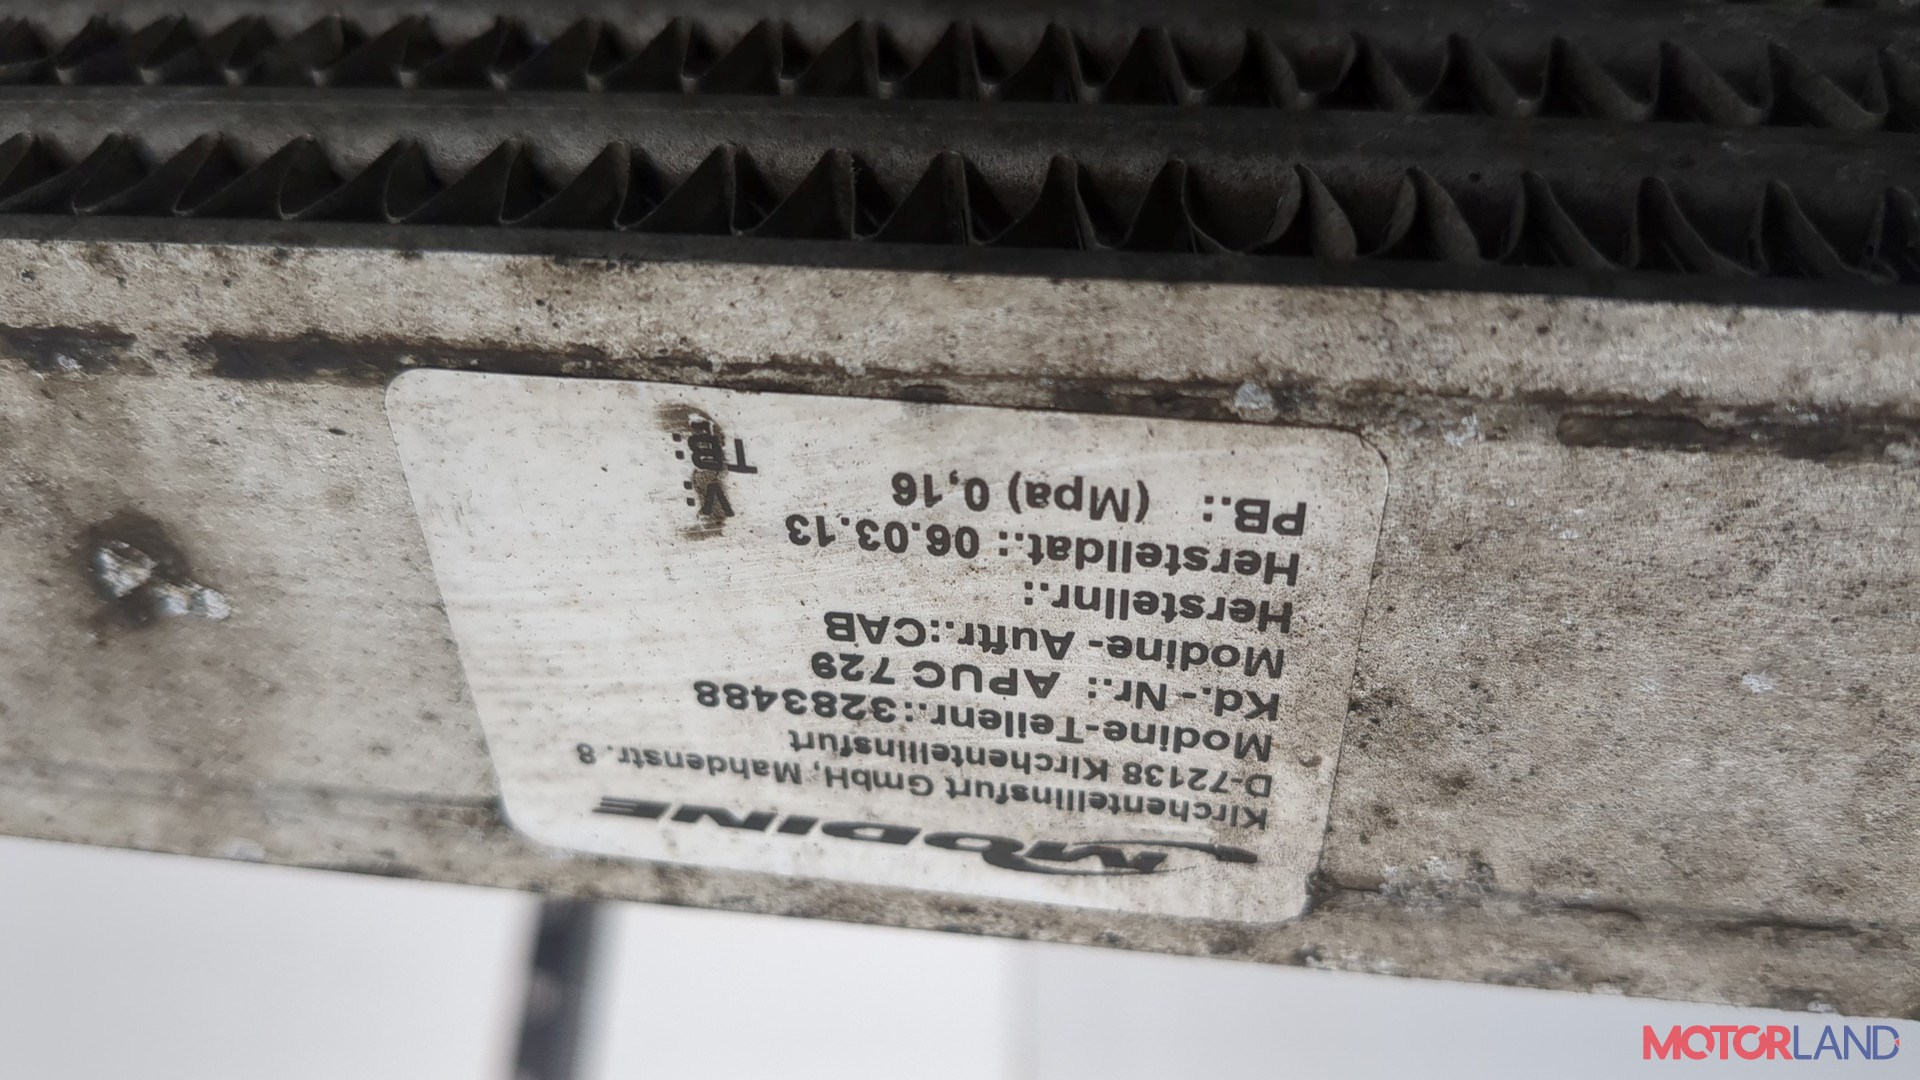 MODINE
Kirchentellinsfurt GmbH, Mahdenstr. 8
D-72138 Kirchentellinsfurt
Modine-Teilenr.:3283488
Kd.-Nr.: APUC 729
Modine- Auftr.:CAB
Herstellnr.:
Herstelldat.: 06.03.13
PB.: (Mpa) 0,16
V.:
TB.:
MOTORLAND